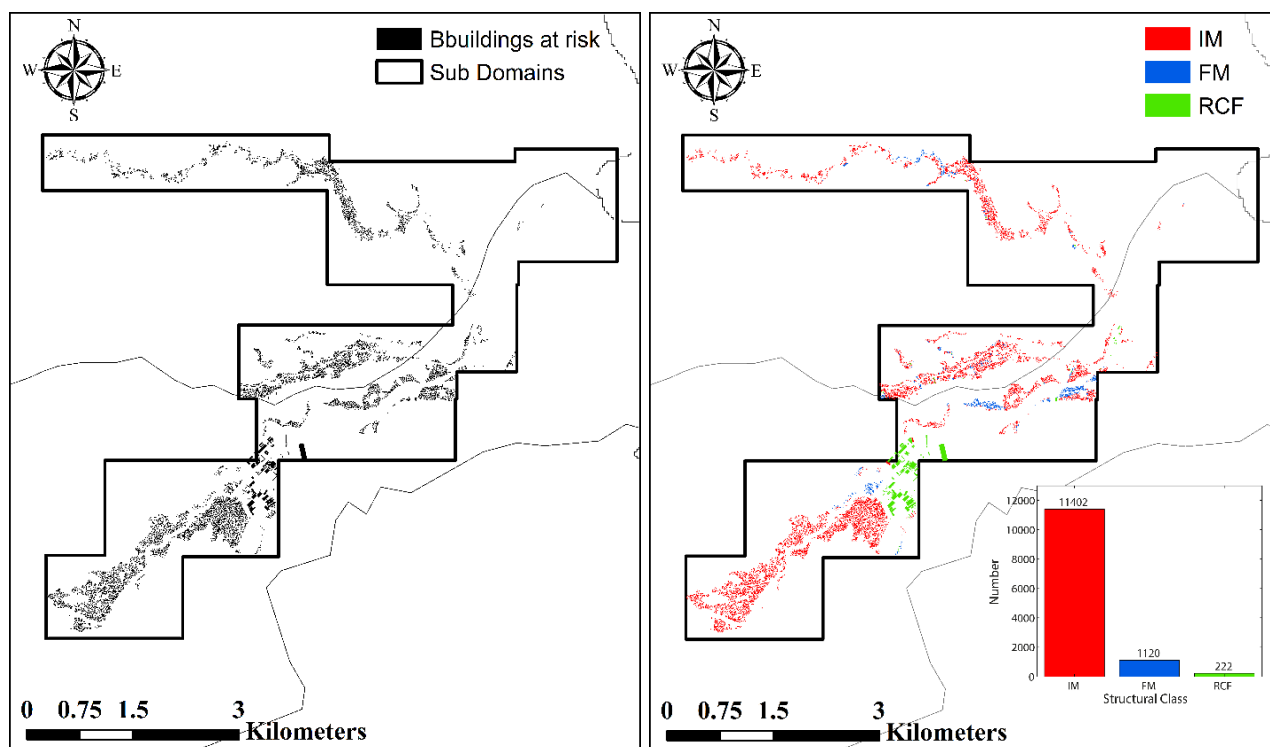 N
W E
S
Bbuildings at risk
Sub Domains
0 0.75 1.5 3
Kilometers
N
W E
S
IM
FM
RCF
0 0.75 1.5 3
Kilometers
12000
10000
8000
6000
4000
2000
0
Number
11402
1120
222
IM FM RCF
Structural Class